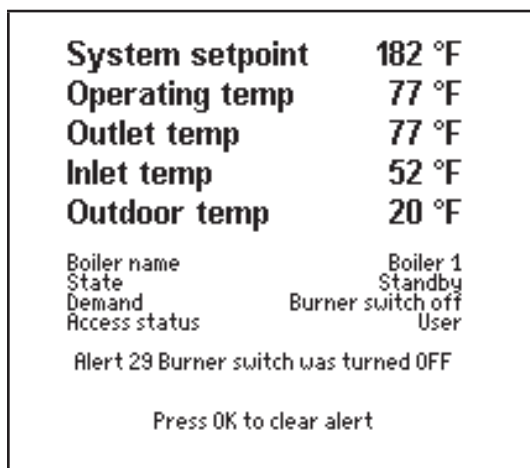 System setpoint 182 °F
Operating temp 77 °F
Outlet temp 77 °F
Inlet temp 52 °F
Outdoor temp 20 °F
Boiler name Boiler 1
State Standby
Demand Burner switch off
Access status User
Alert 29 Burner switch was turned OFF
Press OK to clear alert